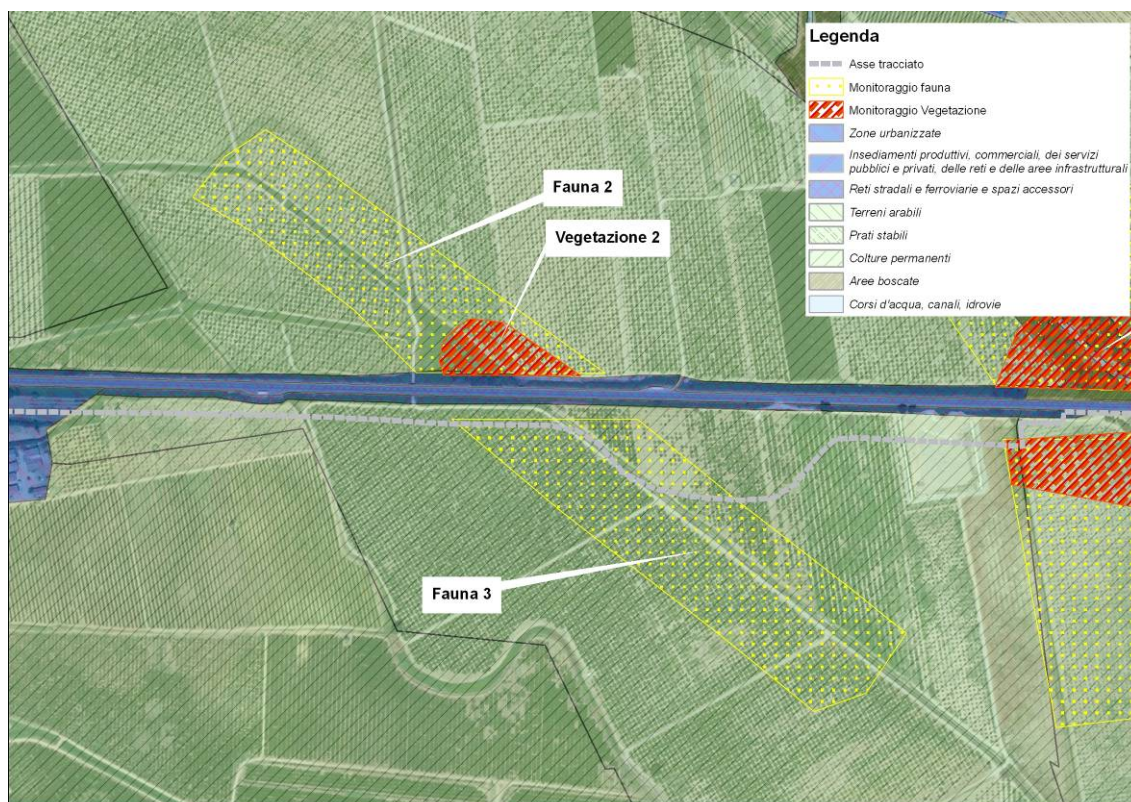 Legenda
Asse tracciato
Monitoraggio fauna
Monitoraggio Vegetazione
Zone urbanizzate
Insediamenti produttivi, commerciali, dei servizi
pubblici e privati, delle reti e delle aree infrastrutturali
Reti stradali e ferroviarie e spazi accessori
Terreni arabili
Prati stabili
Colture permanenti
Aree boscate
Corsi d'acqua, canali, idrovie
Fauna 2
Vegetazione 2
Fauna 3